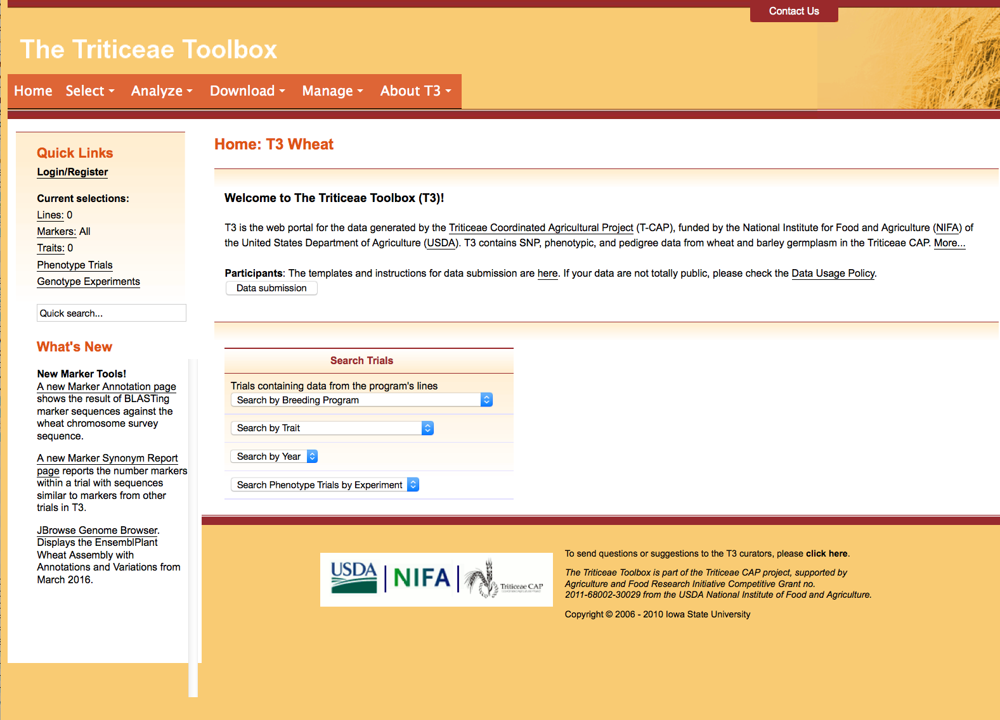 Contact Us
The Triticeae Toolbox
Home Select Analyze Download Manage About T3
Quick Links
Login/Register
Current selections:
Lines: 0
Markers: All
Traits: 0
Phenotype Trials
Genotype Experiments
Quick search...
What's New
New Marker Tools!
A new Marker Annotation page
shows the result of BLASTing
marker sequences against the
wheat chromosome survey
sequence.
A new Marker Synonym Report
page reports the number markers
within a trial with sequences
similar to markers from other
trials in T3.
JBrowse Genome Browser.
Displays the EnsemblPlant
Wheat Assembly with
Annotations and Variations from
March 2016.
Home: T3 Wheat
Welcome to The Triticeae Toolbox (T3)!
T3 is the web portal for the data generated by the Triticeae Coordinated Agricultural Project (T-CAP), funded by the National Institute for Food and Agriculture (NIFA) of
the United States Department of Agriculture (USDA). T3 contains SNP, phenotypic, and pedigree data from wheat and barley germplasm in the Triticeae CAP. More...
Participants: The templates and instructions for data submission are here. If your data are not totally public, please check the Data Usage Policy.
Data submission
Search Trials
Trials containing data from the program's lines
Search by Breeding Program
Search by Trait
Search by Year
Search Phenotype Trials by Experiment
USDA NIFA Triticeae CAP
To send questions or suggestions to the T3 curators, please click here.
The Triticeae Toolbox is part of the Triticeae CAP project, supported by
Agriculture and Food Research Initiative Competitive Grant no.
2011-68002-30029 from the USDA National Institute of Food and Agriculture.
Copyright © 2006 - 2010 Iowa State University